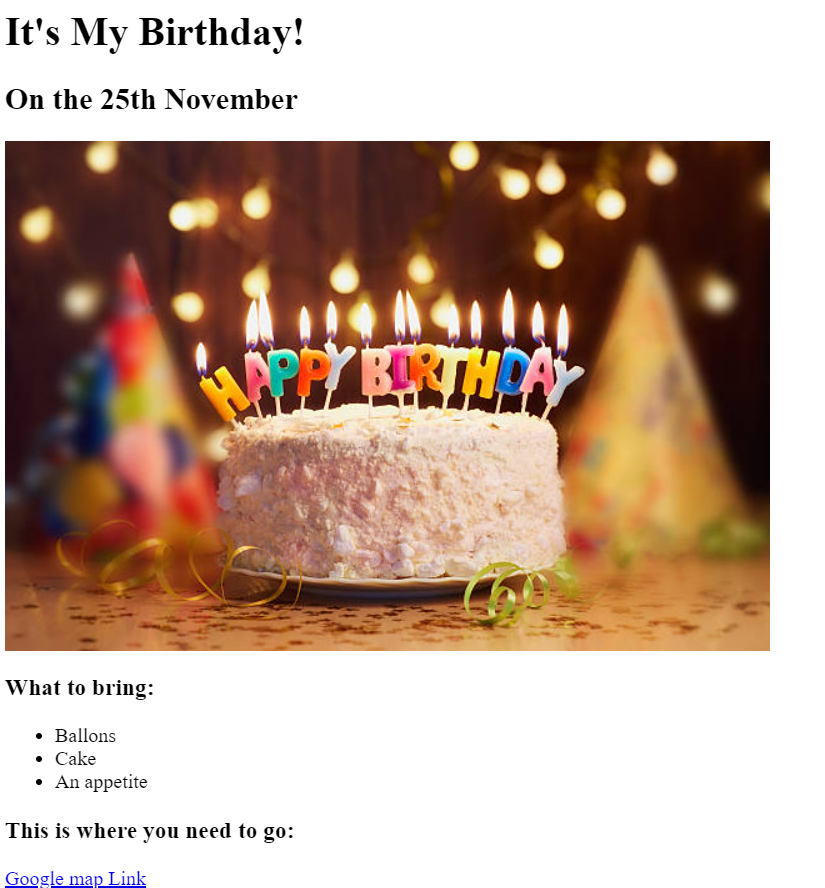 It's My Birthday!
On the 25th November
HAPPY BIRTHDAY
What to bring:
Ballons
Cake
An appetite
This is where you need to go:
Google map Link